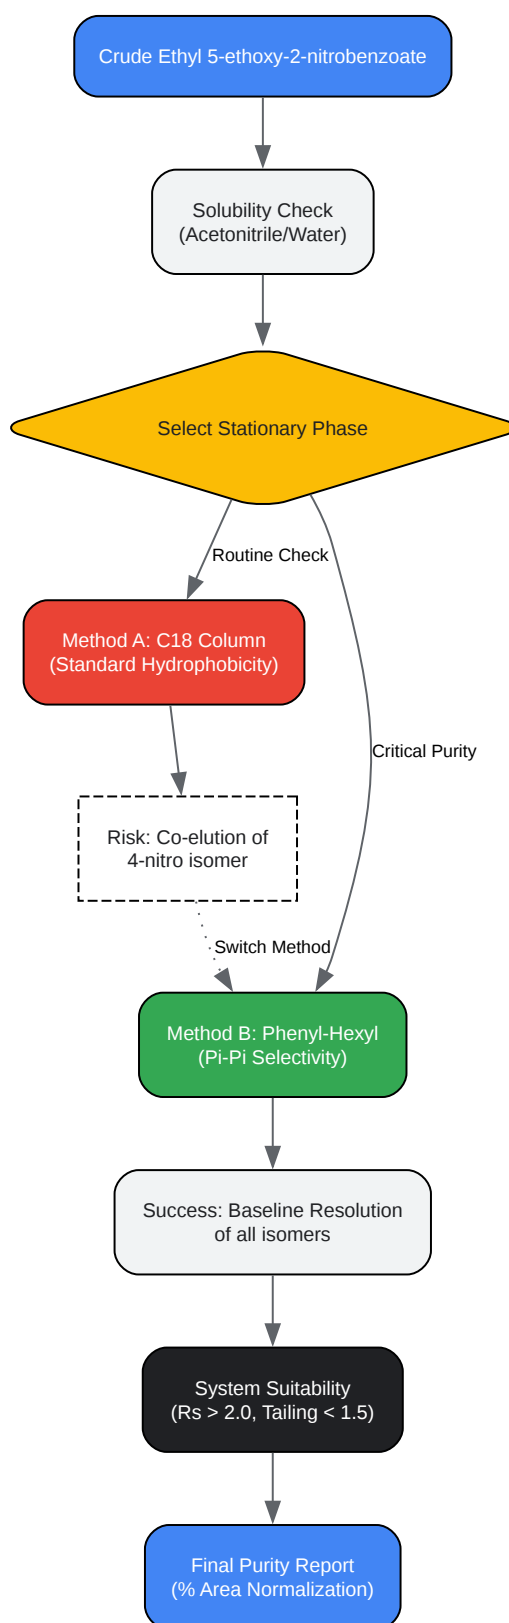 Crude Ethyl 5-ethoxy-2-nitrobenzoate
Solubility Check
(Acetonitrile/Water)
Select Stationary Phase
Routine Check
Method A: C18 Column
(Standard Hydrophobicity)
Critical Purity
Risk: Co-elution of
4-nitro isomer
Switch Method
Method B: Phenyl-Hexyl
(Pi-Pi Selectivity)
Success: Baseline Resolution
of all isomers
System Suitability
(Rs > 2.0, Tailing < 1.5)
Final Purity Report
(% Area Normalization)